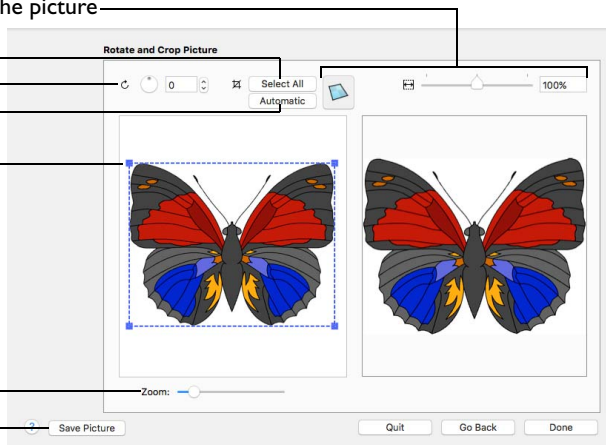 he picture
Rotate and Crop Picture
0
Select All
100%
Automatic
Zoom:
? Save Picture
Quit
Go Back
Done